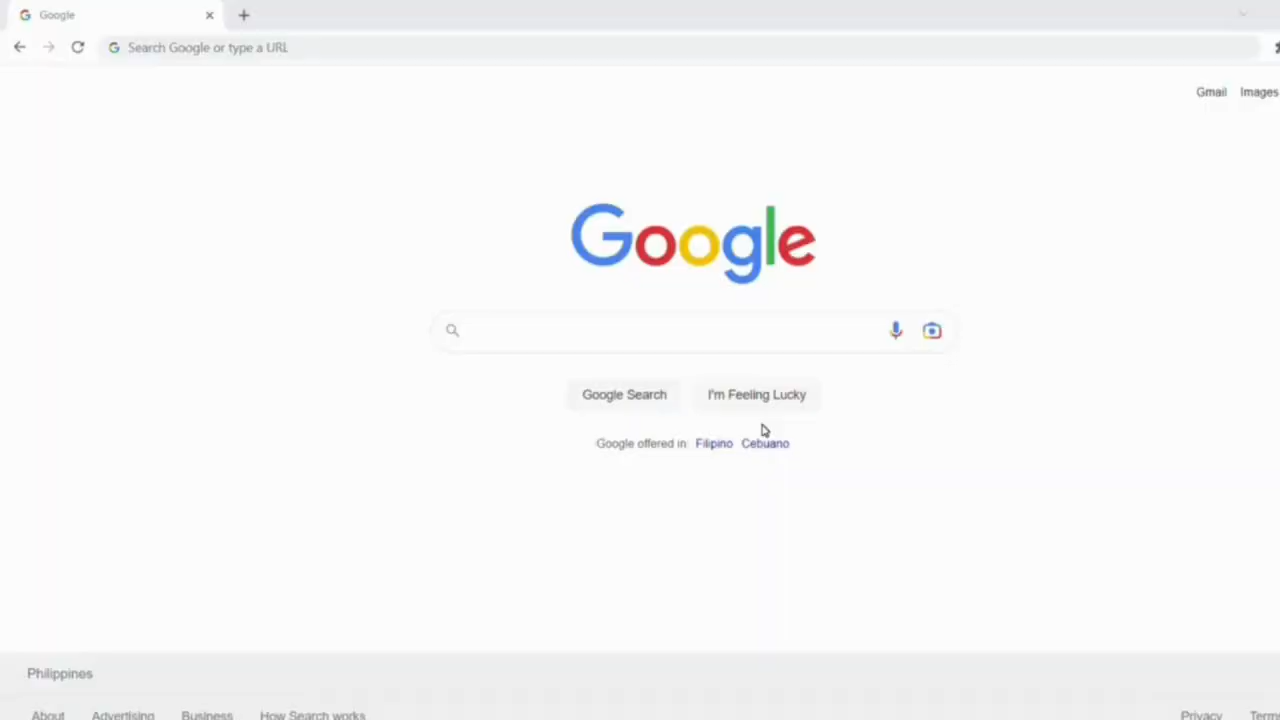 Google
Search Google or type a URL
Gmail Images
Google
Google Search I'm Feeling Lucky
Google offered in: Filipino Cebuano
Philippines
About Advertising Business How Search works
Privacy